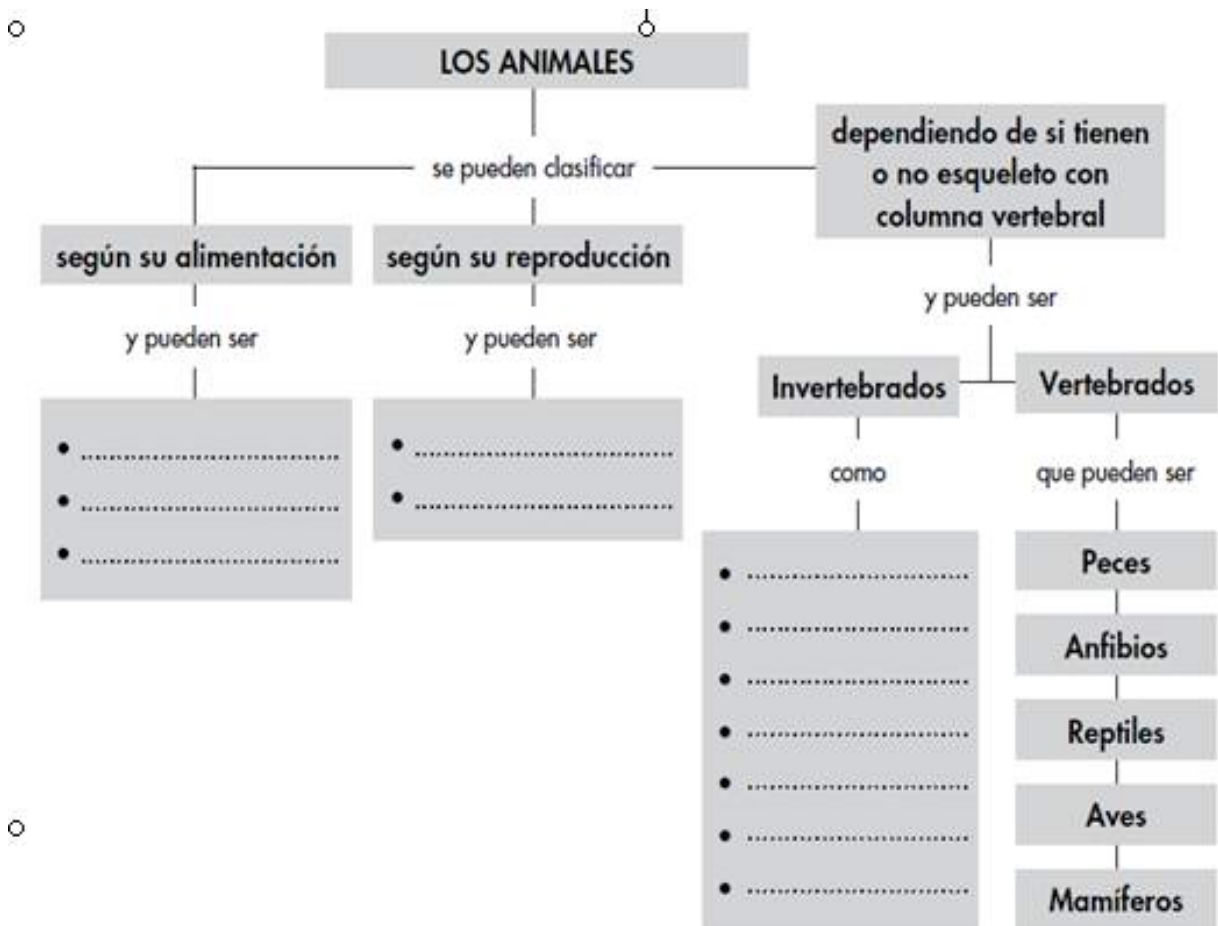 LOS ANIMALES
se pueden clasificar
dependiendo de si tienen
o no esqueleto con
columna vertebral
según su alimentación
según su reproducción
y pueden ser
y pueden ser
y pueden ser
Invertebrados
Vertebrados
como
que pueden ser
• ....................
• ....................
• ....................
• ....................
• ....................
• ....................
• ....................
• ....................
• ....................
• ....................
• ....................
• ....................
Peces
Anfibios
Reptiles
Aves
Mamíferos